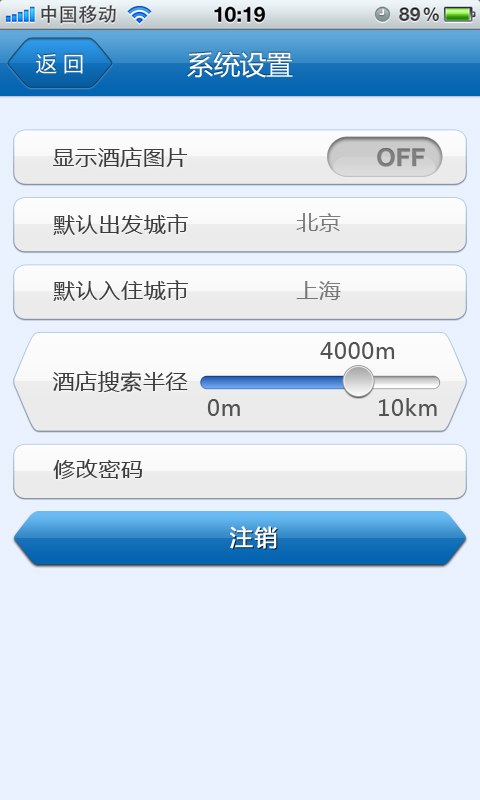 中国移动 10:19 89%
返回 系统设置
显示酒店图片 OFF
默认出发城市 北京
默认入住城市 上海
4000m
酒店搜索半径
0m 10km
修改密码
注销